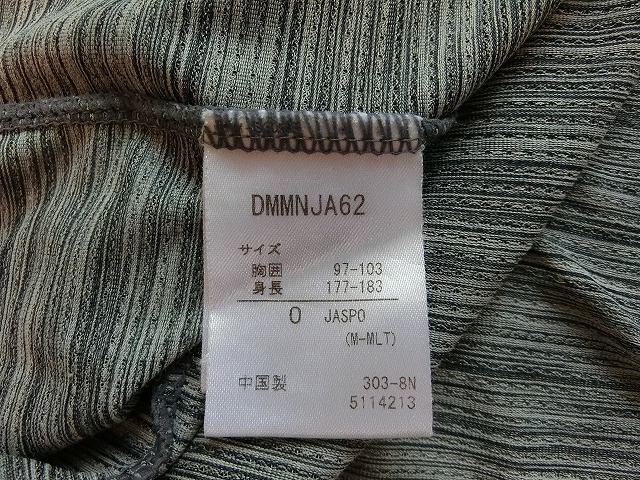 DMMNJA62
サイズ
胸囲 97-103
身長 177-183
O JASPO
(M-MLT)
中国製 303-8N
5114213